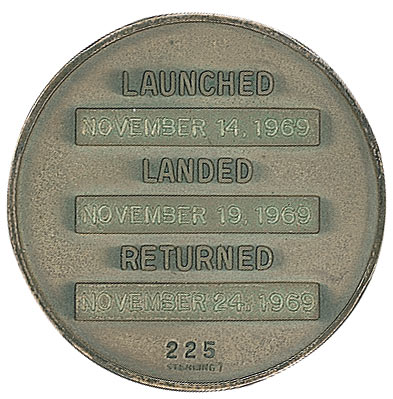 LAUNCHED
NOVEMBER 14, 1969
LANDED
NOVEMBER 19, 1969
RETURNED
NOVEMBER 24, 1969
225
STERLING